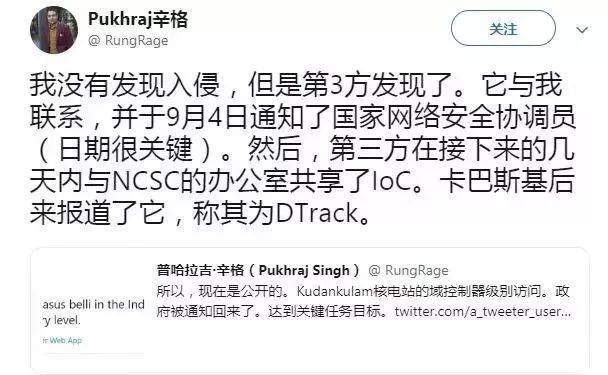 Pukhraj辛格
@ RungRage
关注
我没有发现入侵，但是第3方发现了。它与我
联系，并于9月4日通知了国家网络安全协调员
（日期很关键）。然后，第三方在接下来的几
天内与NCSC的办公室共享了IoC。卡巴斯基后
来报道了它，称其为DTrack。
asus belli in the Ind
ry level.
er Web App
普哈拉吉·辛格（Pukhraj Singh）@ RungRage
所以，现在是公开的。Kudankulam核电站的域控制器级别访问。政
府被通知回来了。达到关键任务目标。twitter.com/a_tweeter_user...